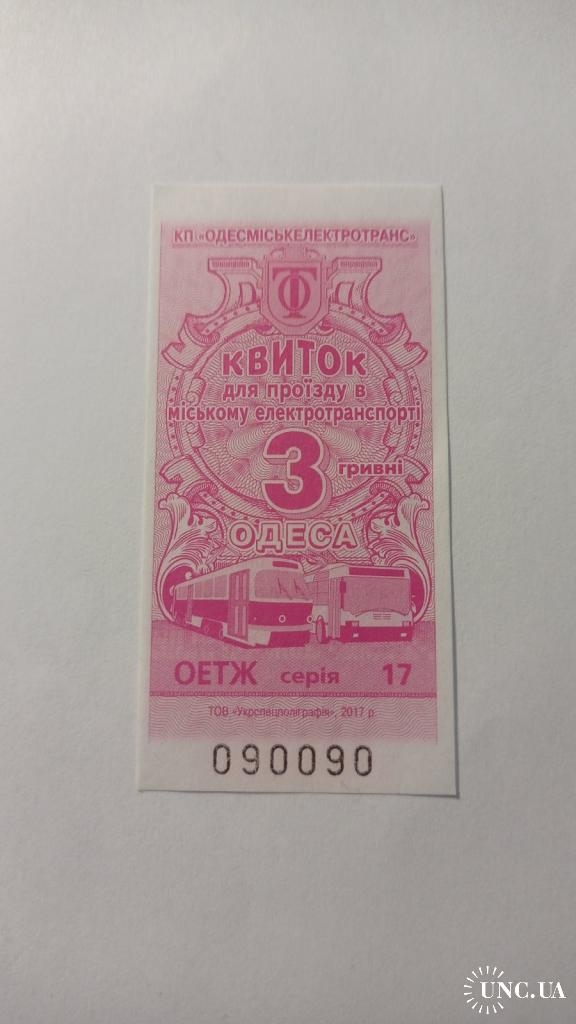 КП «ОДЕСМІСЬКЕЛЕКТРОТРАНС»
КВИТОК
для проїзду в
міському електротранспорті
3 гривні
ОДЕСА
ОЕТЖ серія 17
ТОВ «Укрспецполіграфія», 2017 р.
090090
UNC.UA